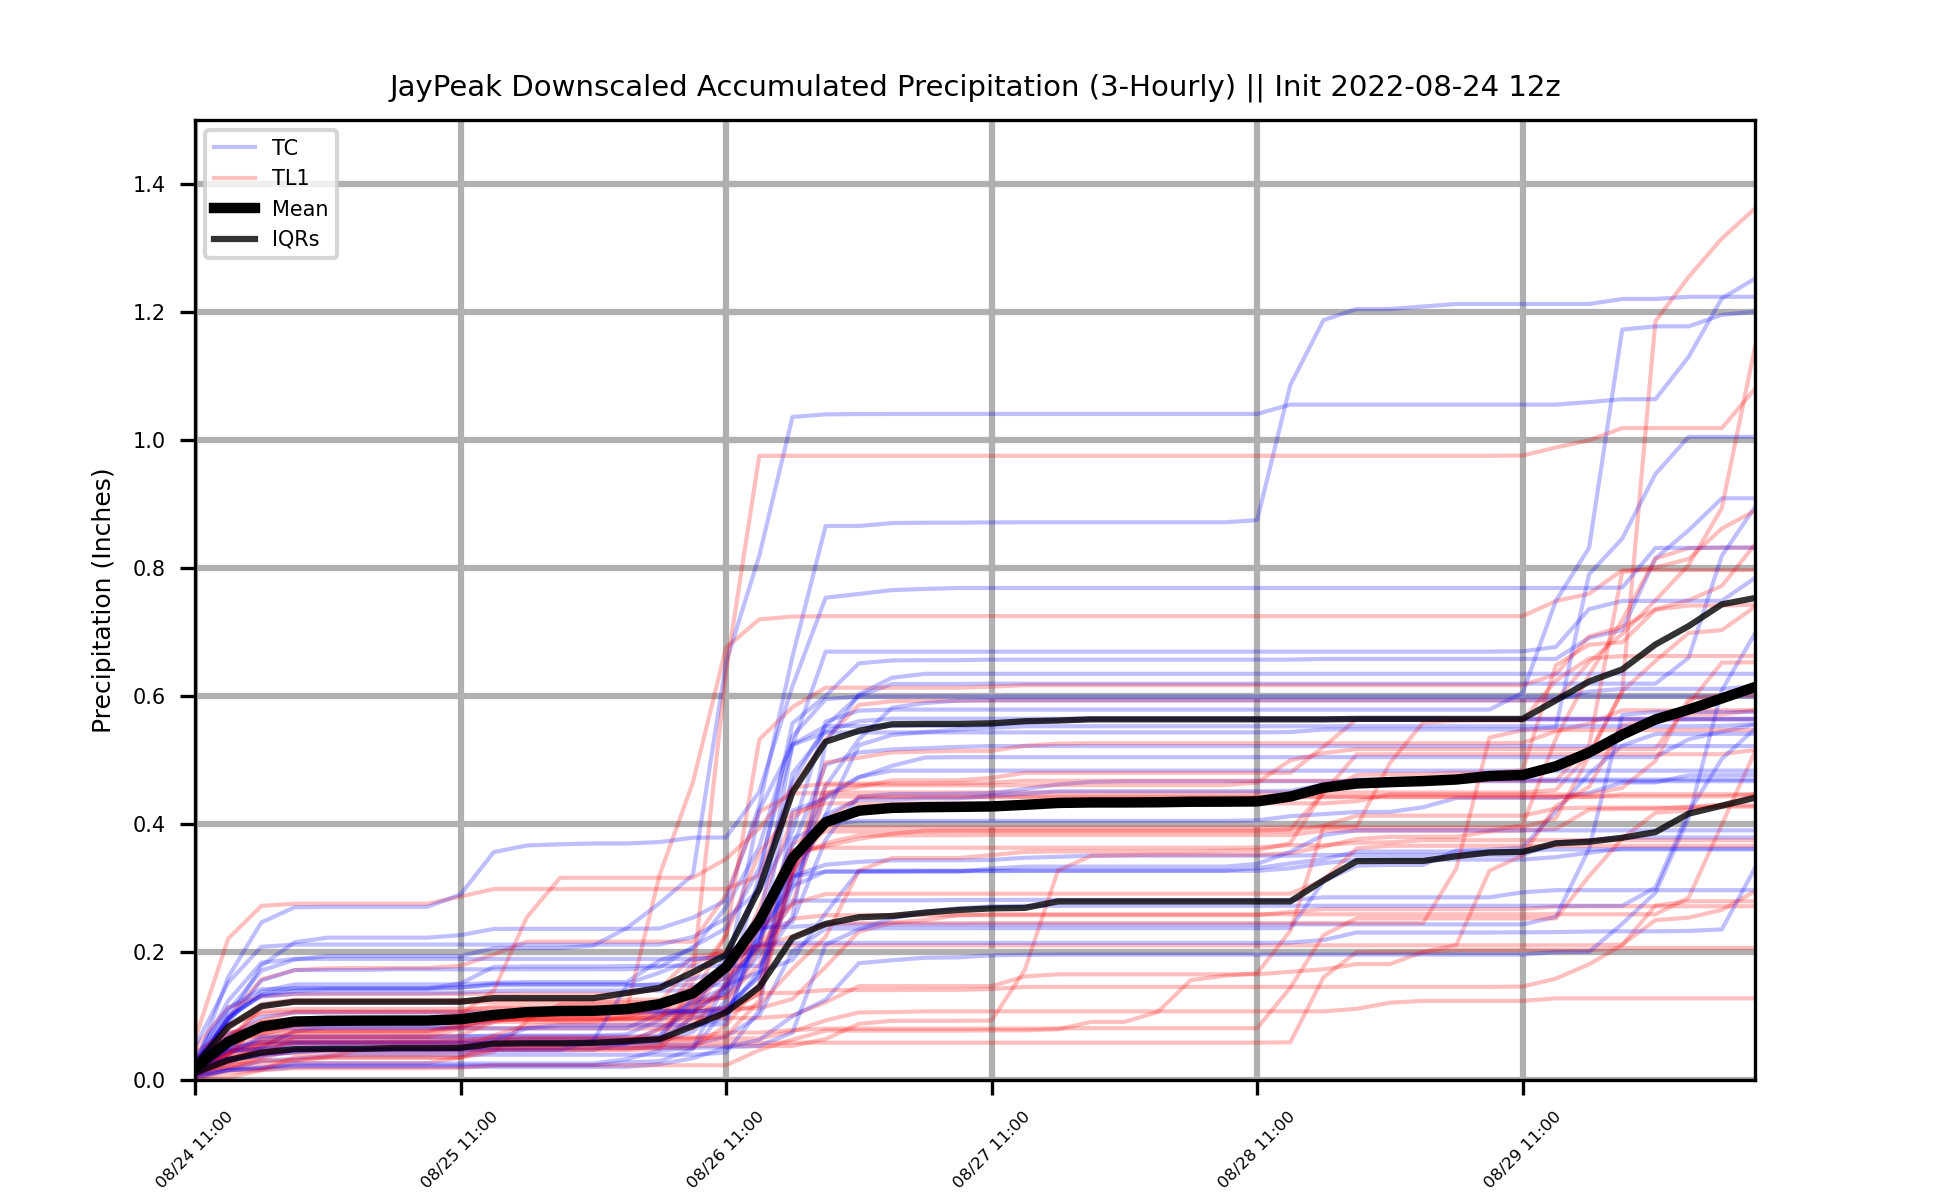 JayPeak Downscaled Accumulated Precipitation (3-Hourly) || Init 2022-08-24 12z
TC
TL1
Mean
IQRs
Precipitation (Inches)
1.4
1.2
1.0
0.8
0.6
0.4
0.2
0.0
08/24 11:00
08/25 11:00
08/26 11:00
08/27 11:00
08/28 11:00
08/29 11:00